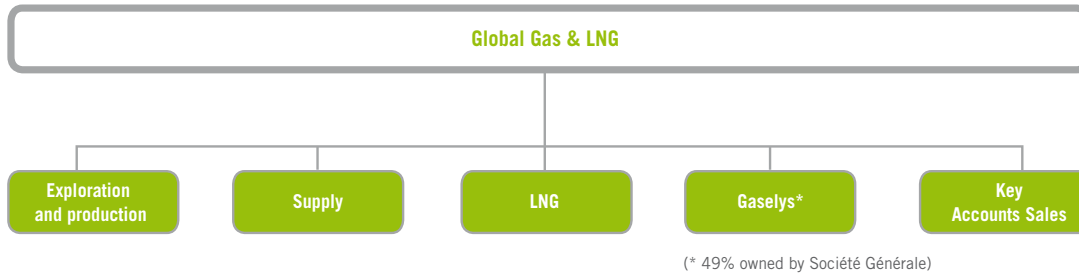 Global Gas & LNG
Exploration
and production
Supply
LNG
Gaselys*
Key
Accounts Sales
(* 49% owned by Société Générale)